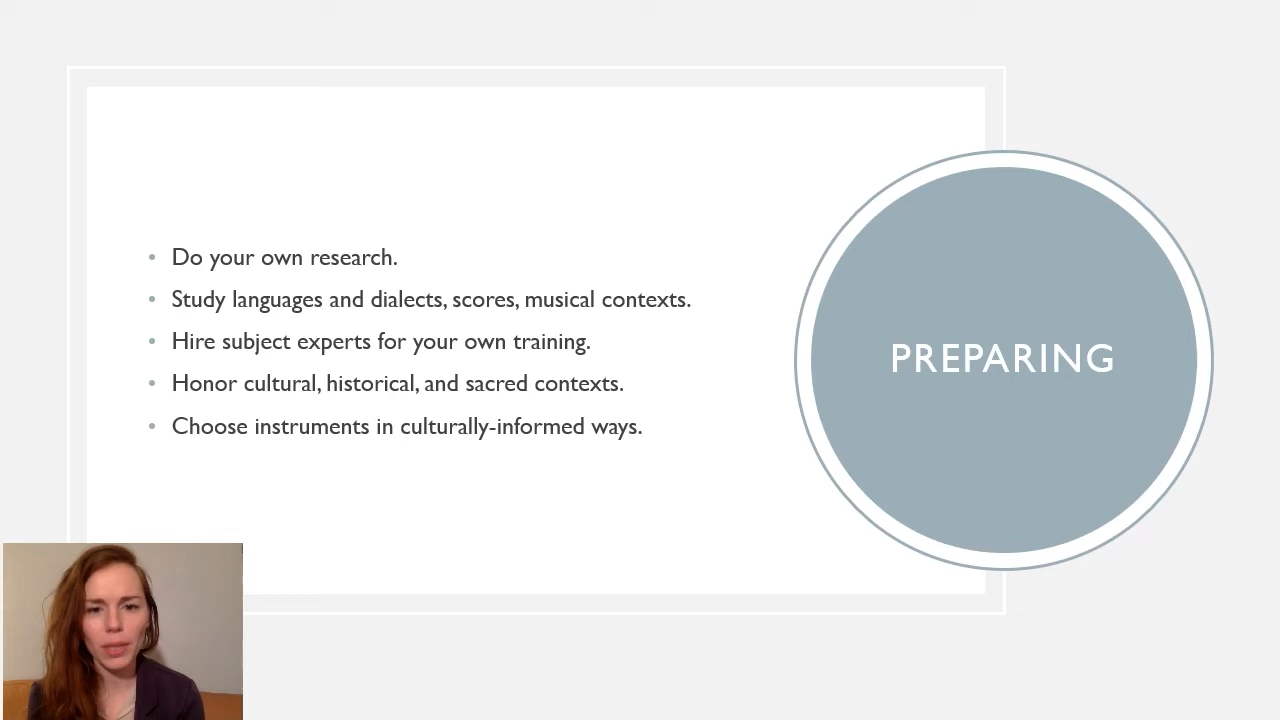 Do your own research.
Study languages and dialects, scores, musical contexts.
Hire subject experts for your own training.
Honor cultural, historical, and sacred contexts.
Choose instruments in culturally-informed ways.
PREPARING